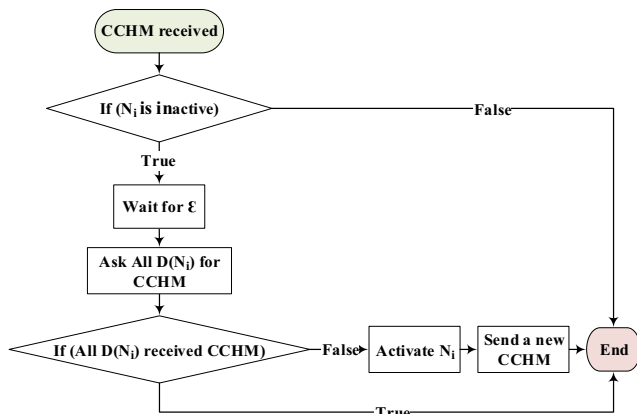 CCHM received
If (Nᵢ is inactive)
False
True
Wait for Ɛ
Ask All D(Nᵢ) for
CCHM
If (All D(Nᵢ) received CCHM)
False
Activate Nᵢ
Send a new
CCHM
End
True